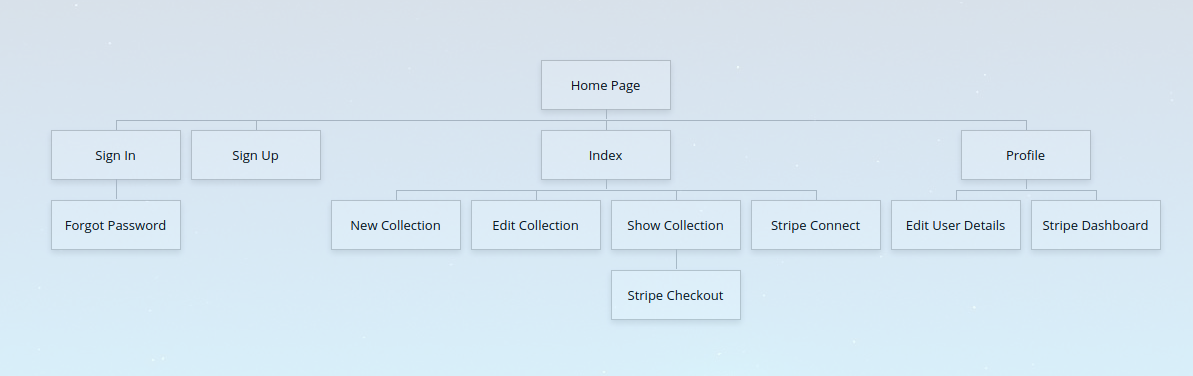 Home Page
Sign In
Sign Up
Index
Profile
Forgot Password
New Collection
Edit Collection
Show Collection
Stripe Connect
Edit User Details
Stripe Dashboard
Stripe Checkout